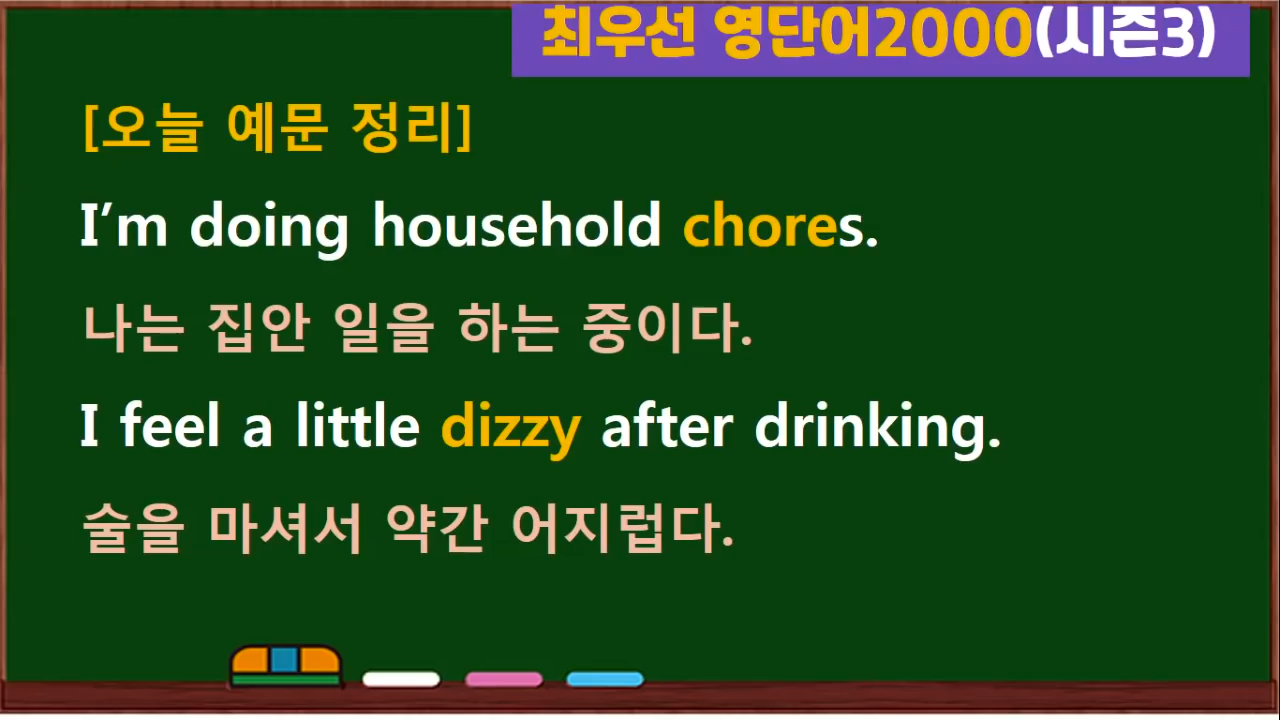 최우선 영단어2000(시즌3)
[오늘 예문 정리]
I’m doing household chores.
나는 집안 일을 하는 중이다.
I feel a little dizzy after drinking.
술을 마셔서 약간 어지럽다.